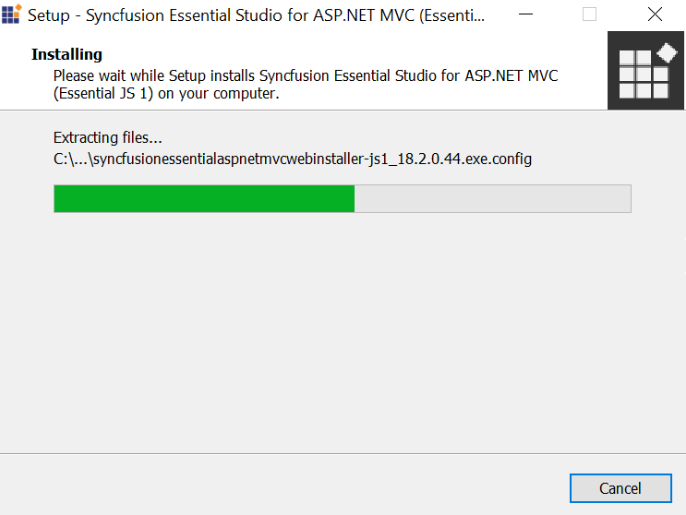 Setup - Syncfusion Essential Studio for ASP.NET MVC (Essenti...
Installing
Please wait while Setup installs Syncfusion Essential Studio for ASP.NET MVC
(Essential JS 1) on your computer.
Extracting files...
C:\...\syncfusionessentialaspnetmvcwebinstaller-js1_18.2.0.44.exe.config
Cancel